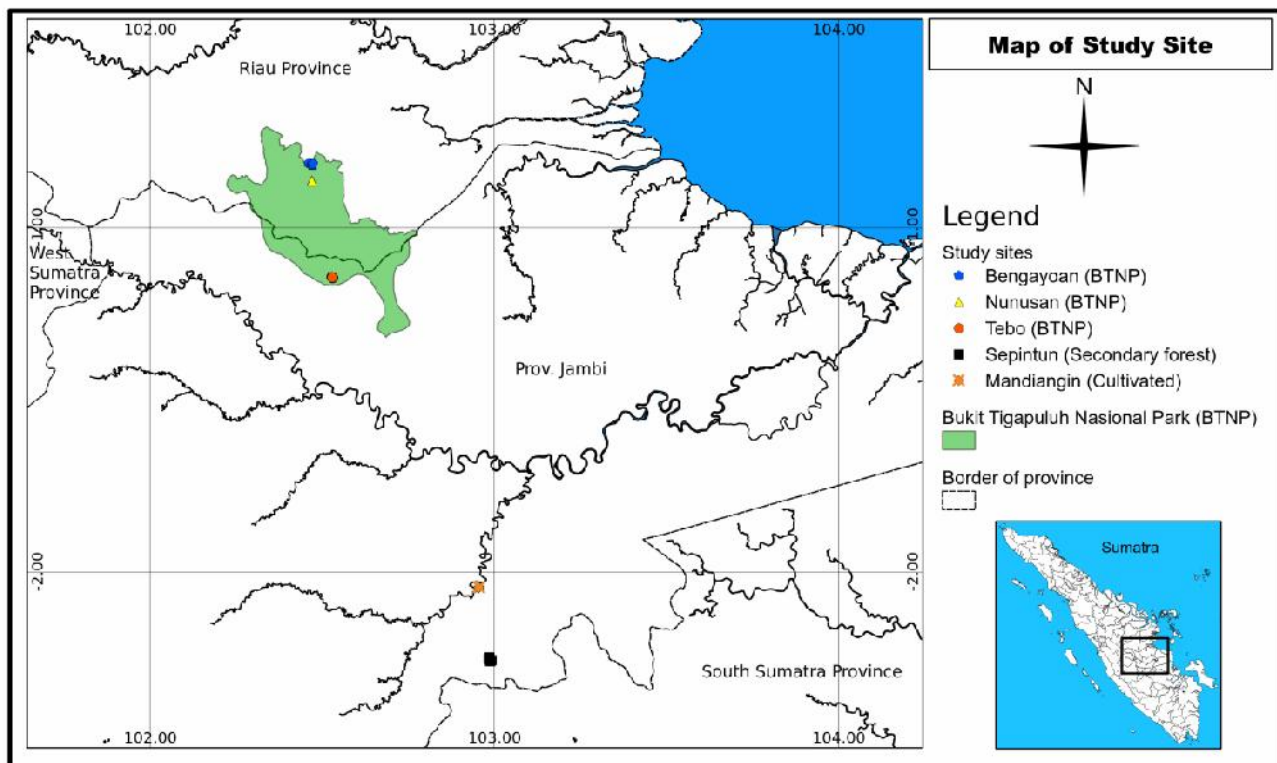 Map of Study Site
102.00
103.00
104.00
Riau Province
N
1.00
1.00
West
Sumatra
Province
Prov. Jambi
-2.00
-2.00
South Sumatra Province
102.00
103.00
104.00
Legend
Study sites
Bengayoan (BTNP)
Nunusan (BTNP)
Tebo (BTNP)
Sepintun (Secondary forest)
Mandiangin (Cultivated)
Bukit Tigapuluh National Park (BTNP)
Border of province
Sumatra